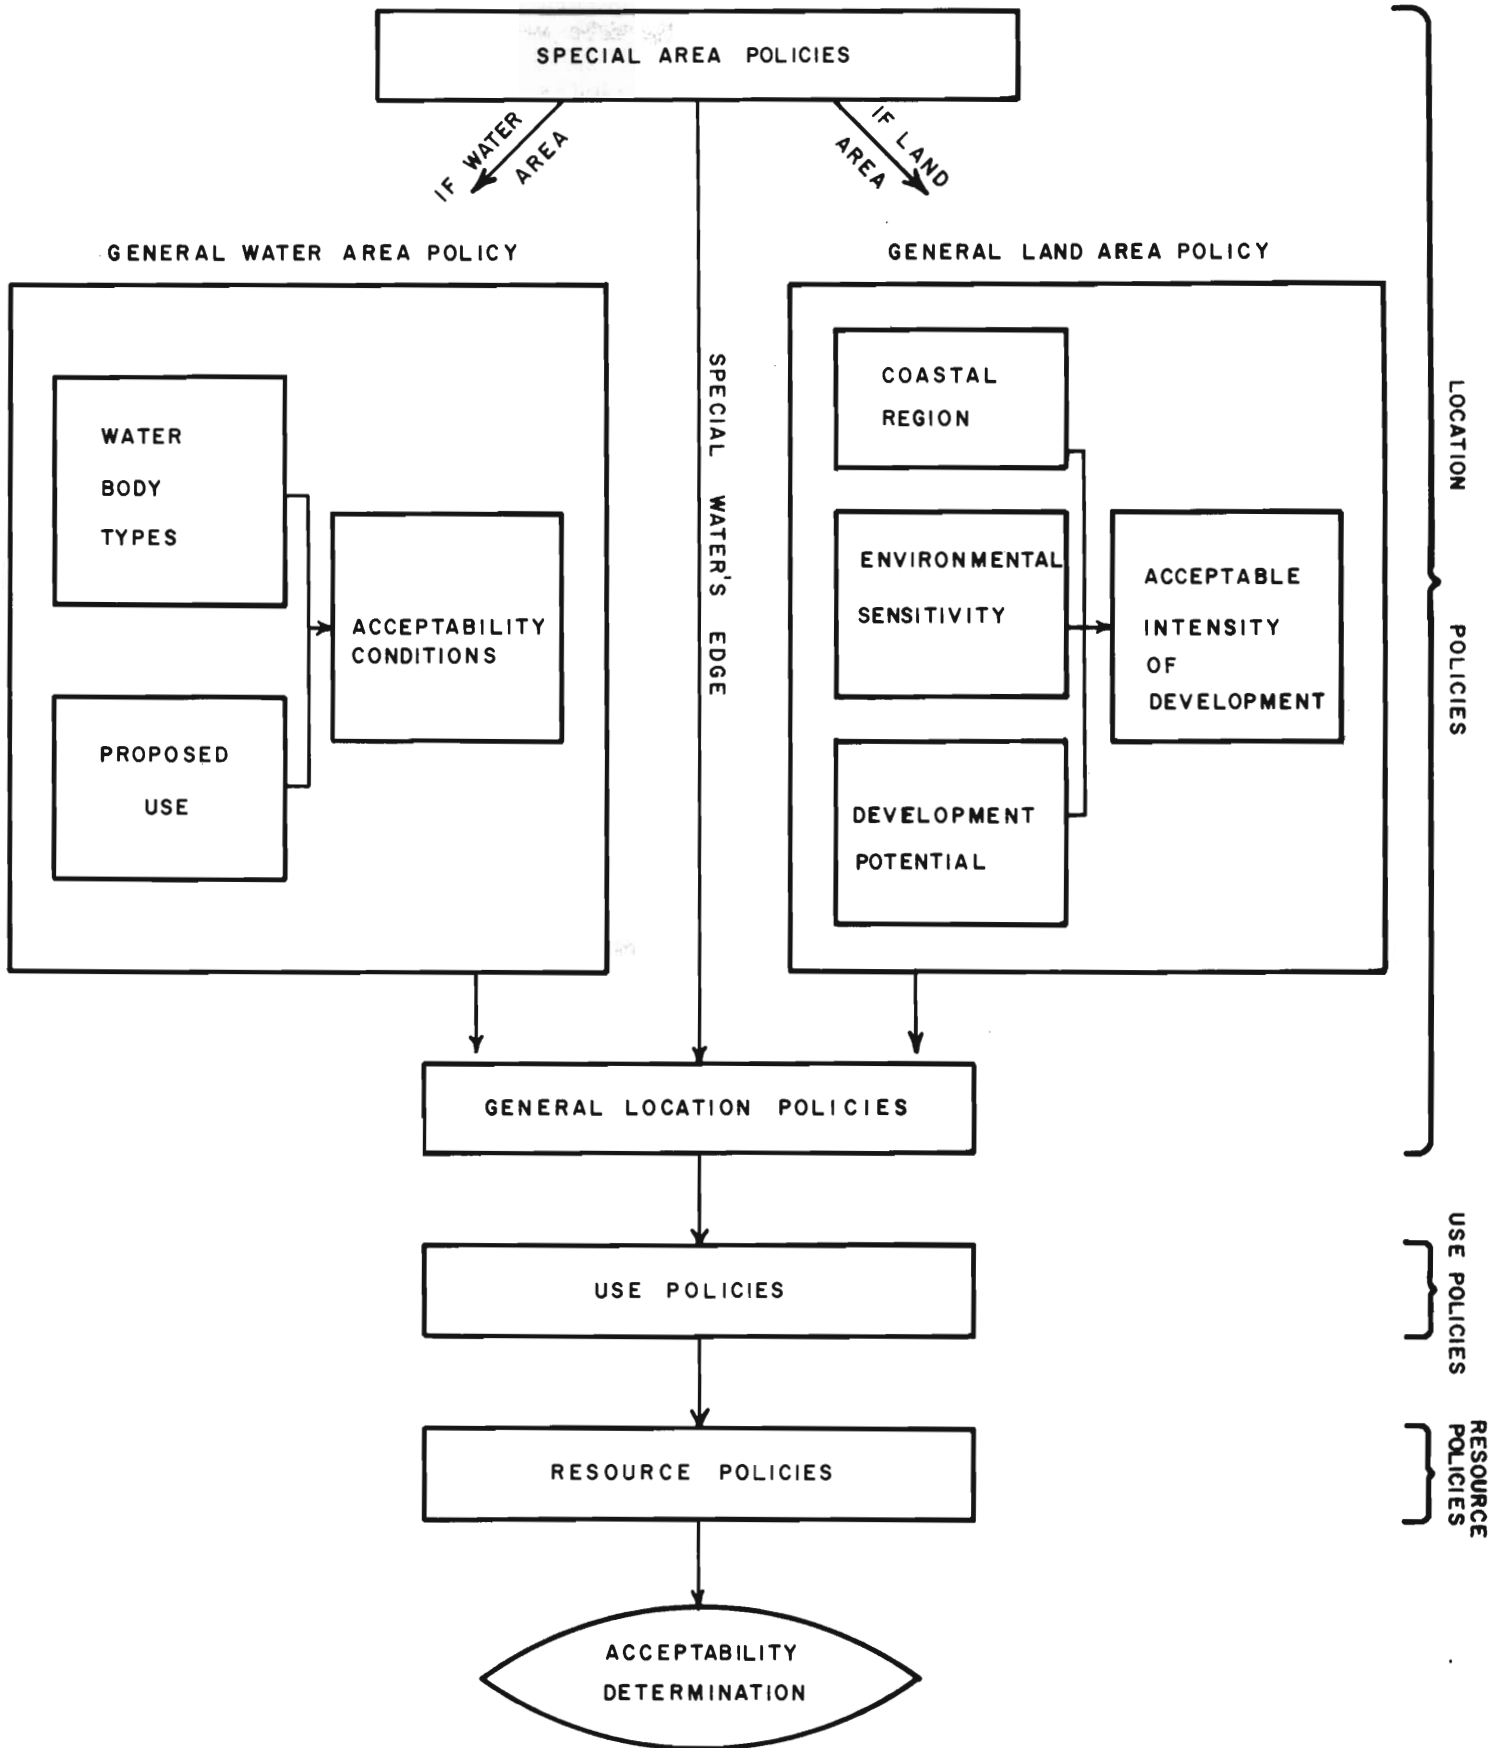 SPECIAL AREA POLICIES
IF WATER
AREA
IF LAND
AREA
GENERAL WATER AREA POLICY
GENERAL LAND AREA POLICY
WATER
BODY
TYPES
PROPOSED
USE
ACCEPTABILITY
CONDITIONS
SPECIAL WATER'S EDGE
COASTAL
REGION
ENVIRONMENTAL
SENSITIVITY
DEVELOPMENT
POTENTIAL
ACCEPTABLE
INTENSITY
OF
DEVELOPMENT
LOCATION POLICIES
GENERAL LOCATION POLICIES
USE POLICIES
USE POLICIES
RESOURCE POLICIES
RESOURCE
POLICIES
ACCEPTABILITY
DETERMINATION